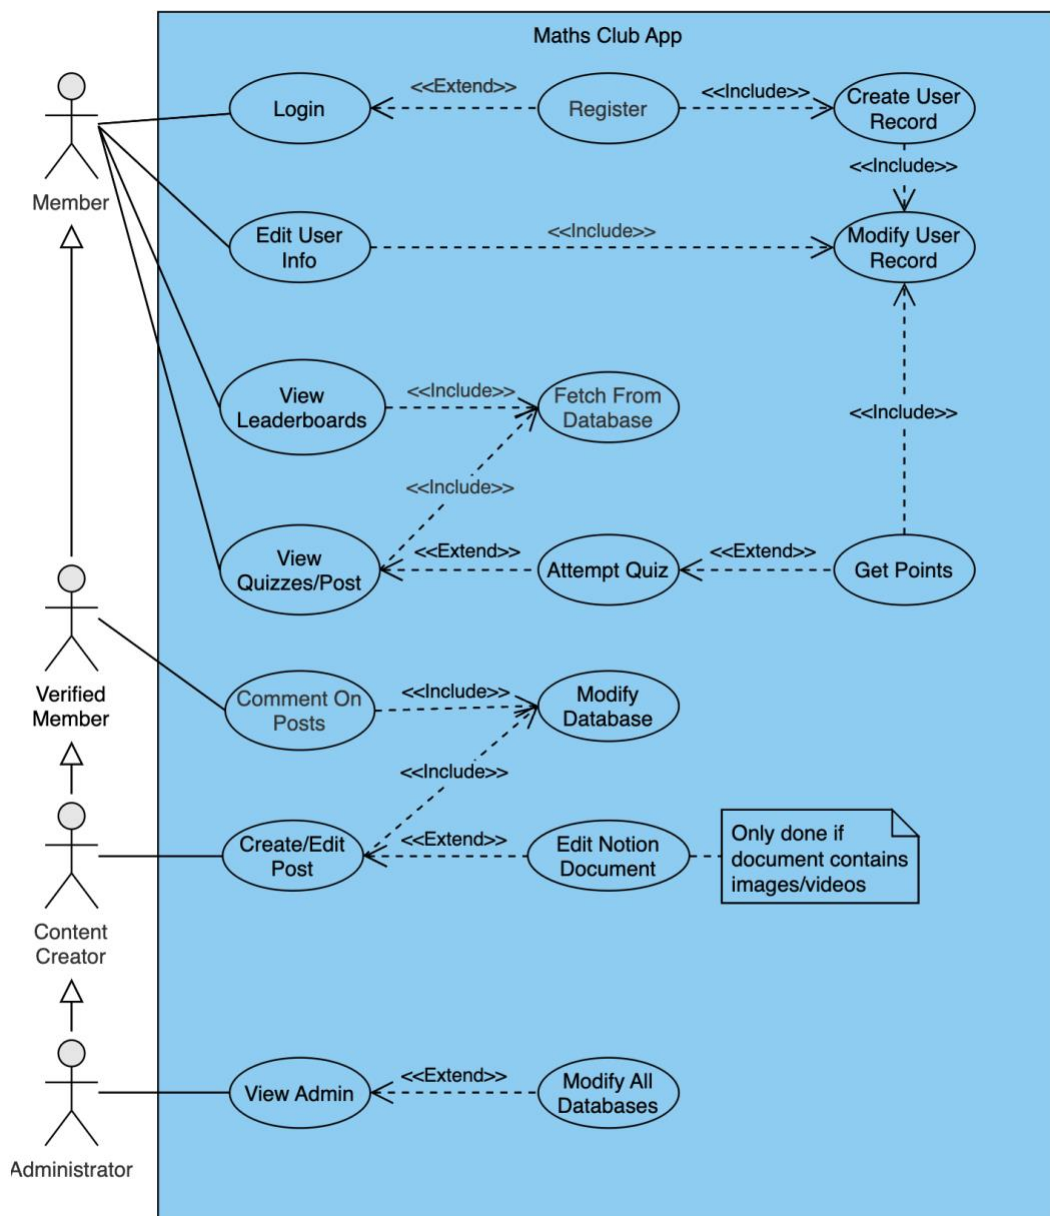 Maths Club App
<<Extend>>
<<Include>>
Login
Register
Create User
Record
<<Include>>
Member
Edit User
Info
<<Include>>
Modify User
Record
View
Leaderboards
<<Include>>
Fetch From
Database
<<Include>>
<<Include>>
View
Quizzes/Post
<<Extend>>
Attempt Quiz
<<Extend>>
Get Points
Verified
Member
Comment On
Posts
<<Include>>
Modify
Database
<<Include>>
Create/Edit
Post
<<Extend>>
Edit Notion
Document
Only done if
document contains
images/videos
Content
Creator
View Admin
<<Extend>>
Modify All
Databases
Administrator